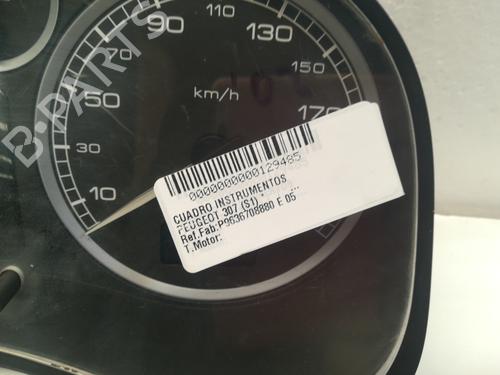 90
110
130
150
170
70
50
30
10
km/h
B-PARTS
0000000000129485
CUADRO INSTRUMENTOS
PEUGEOT 307 (S1)
Ref.Fab:P9636708880 E 05
T.Motor: